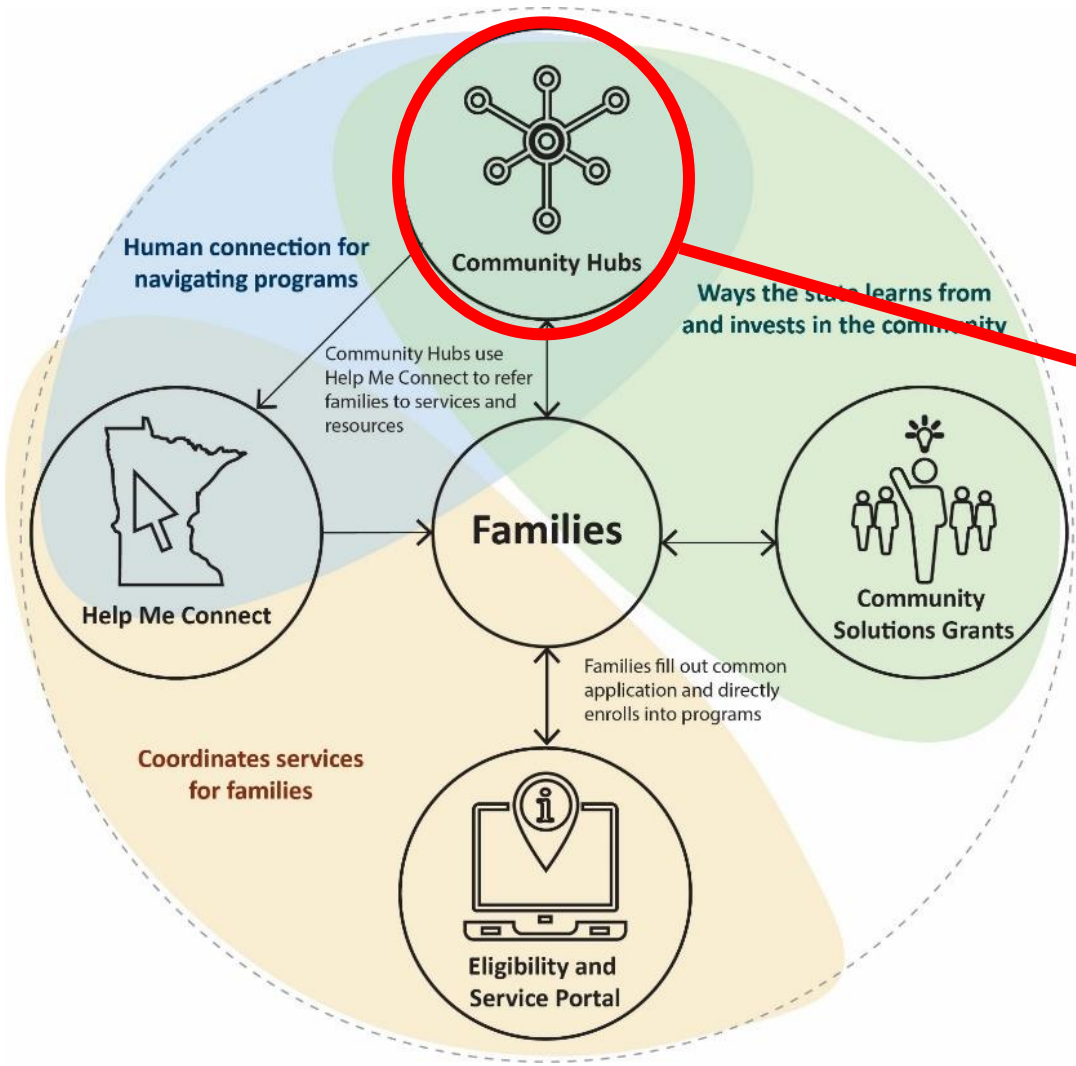 Community Hubs
Human connection for
navigating programs
Ways the state learns from
and invests in the community
Community Hubs use
Help Me Connect to refer
families to services and
resources
Help Me Connect
Families
Community
Solutions Grants
Families fill out common
application and directly
enrolls into programs
Coordinates services
for families
i
Eligibility and
Service Portal